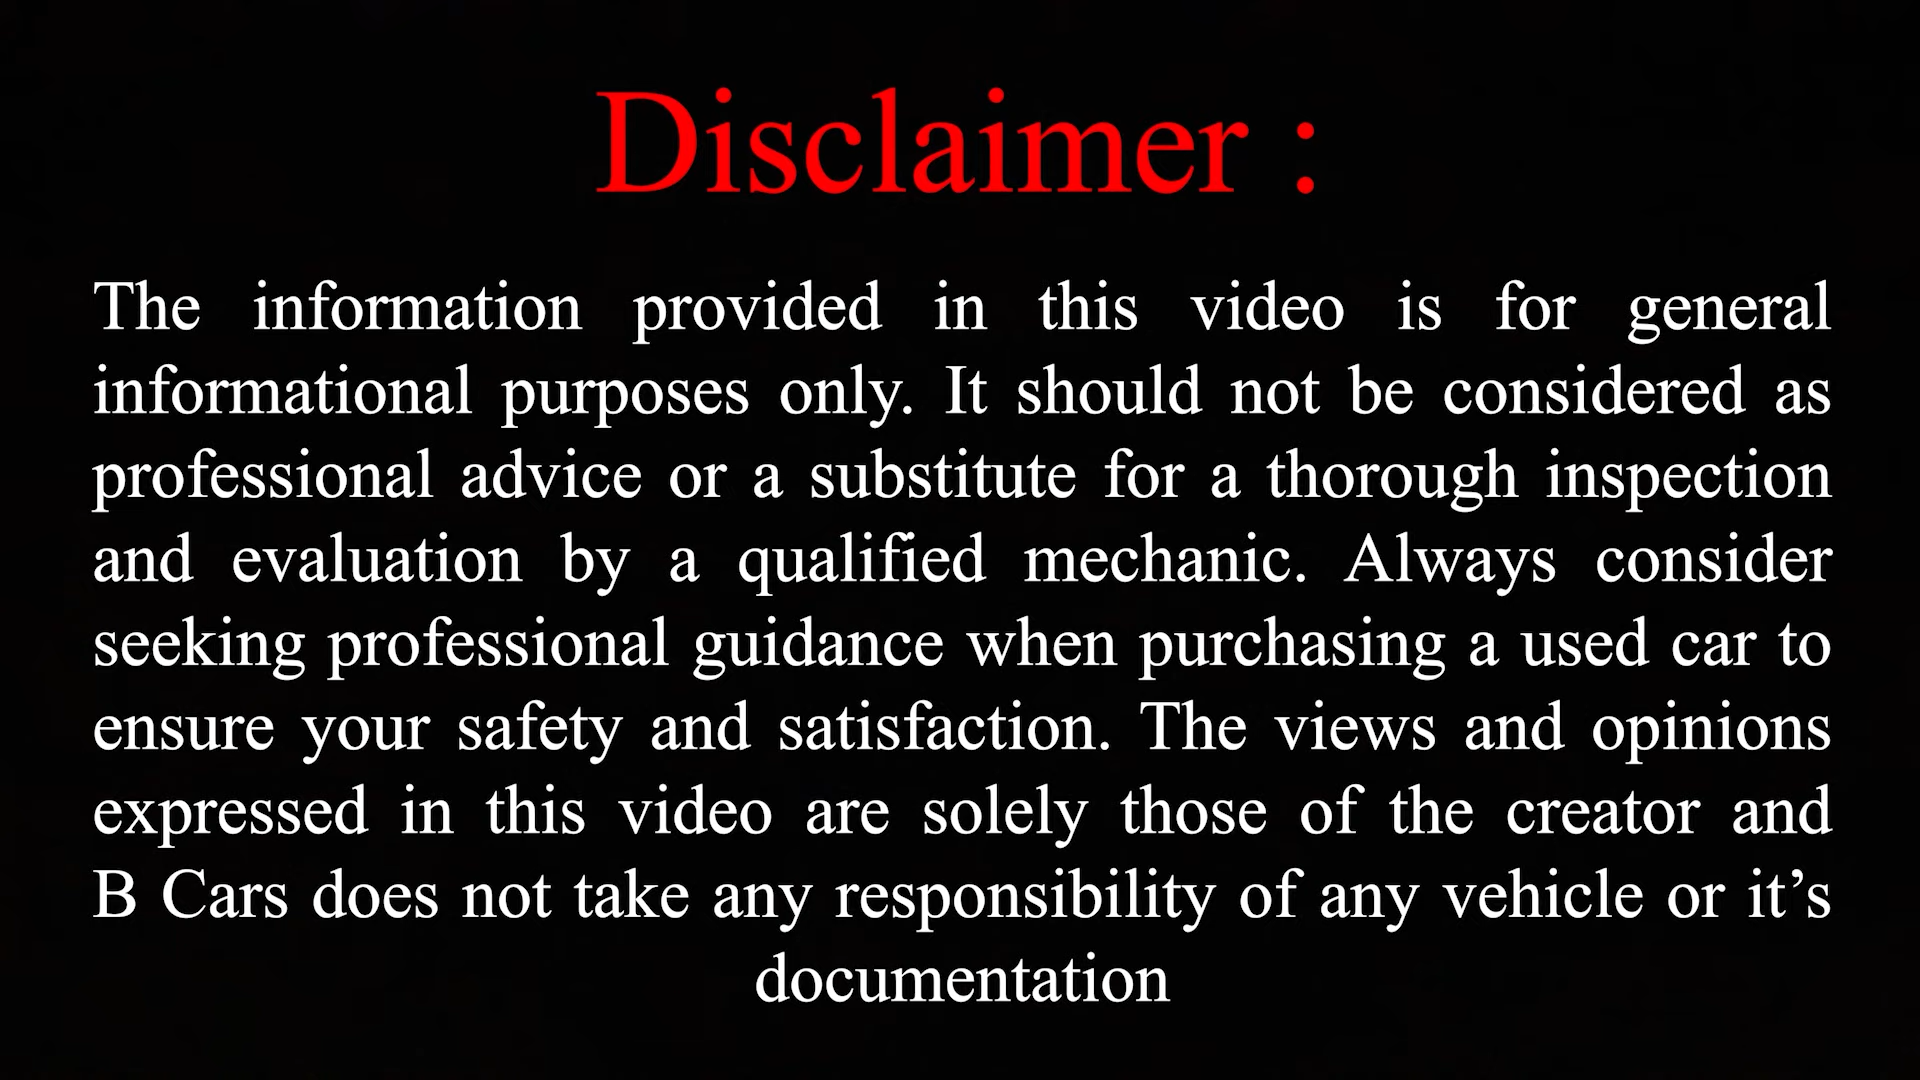 Disclaimer :
The information provided in this video is for general
informational purposes only. It should not be considered as
professional advice or a substitute for a thorough inspection
and evaluation by a qualified mechanic. Always consider
seeking professional guidance when purchasing a used car to
ensure your safety and satisfaction. The views and opinions
expressed in this video are solely those of the creator and
B Cars does not take any responsibility of any vehicle or it’s
documentation